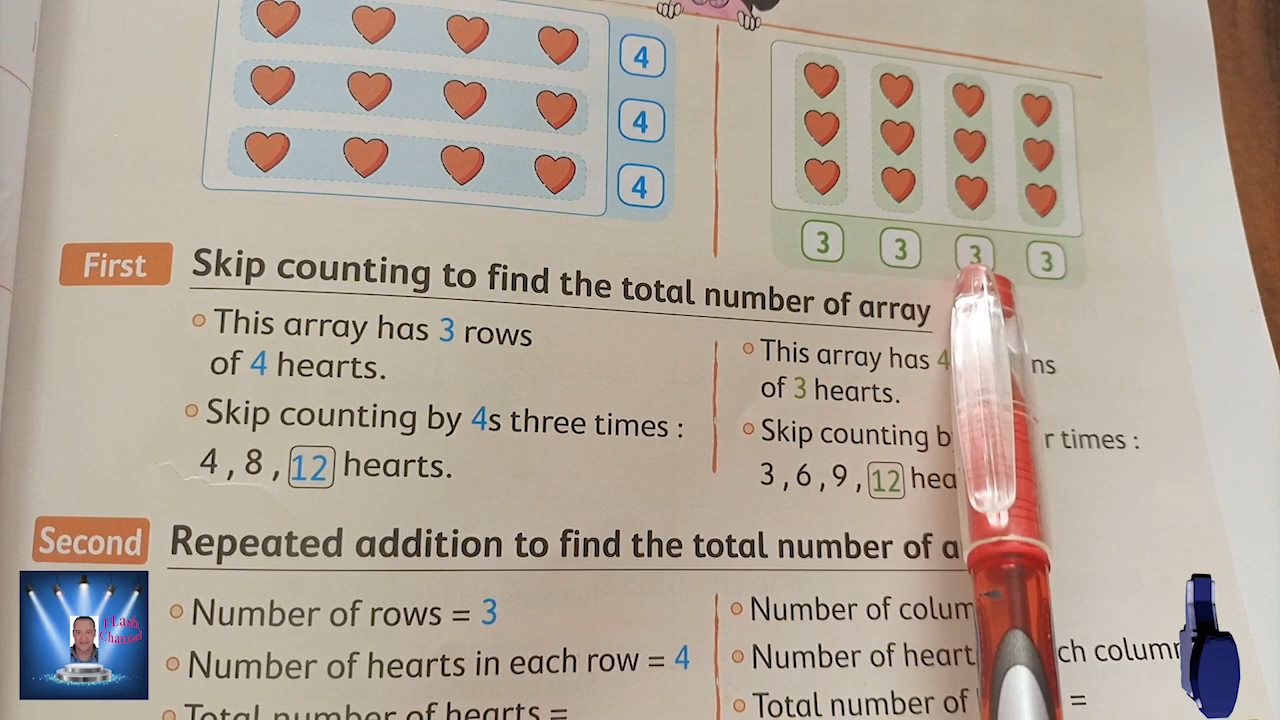 4
4
4
3 3 3 3
First Skip counting to find the total number of array
This array has 3 rows
of 4 hearts.
Skip counting by 4s three times :
4 , 8 , 12 hearts.
This array has 4 ns
of 3 hearts.
Skip counting b r times :
3 , 6 , 9 , 12 hea
Second Repeated addition to find the total number of a
Number of rows = 3
Number of hearts in each row = 4
Total number of hearts =
Number of colum
Number of heart ch column
Total number of =
FLash
Channel